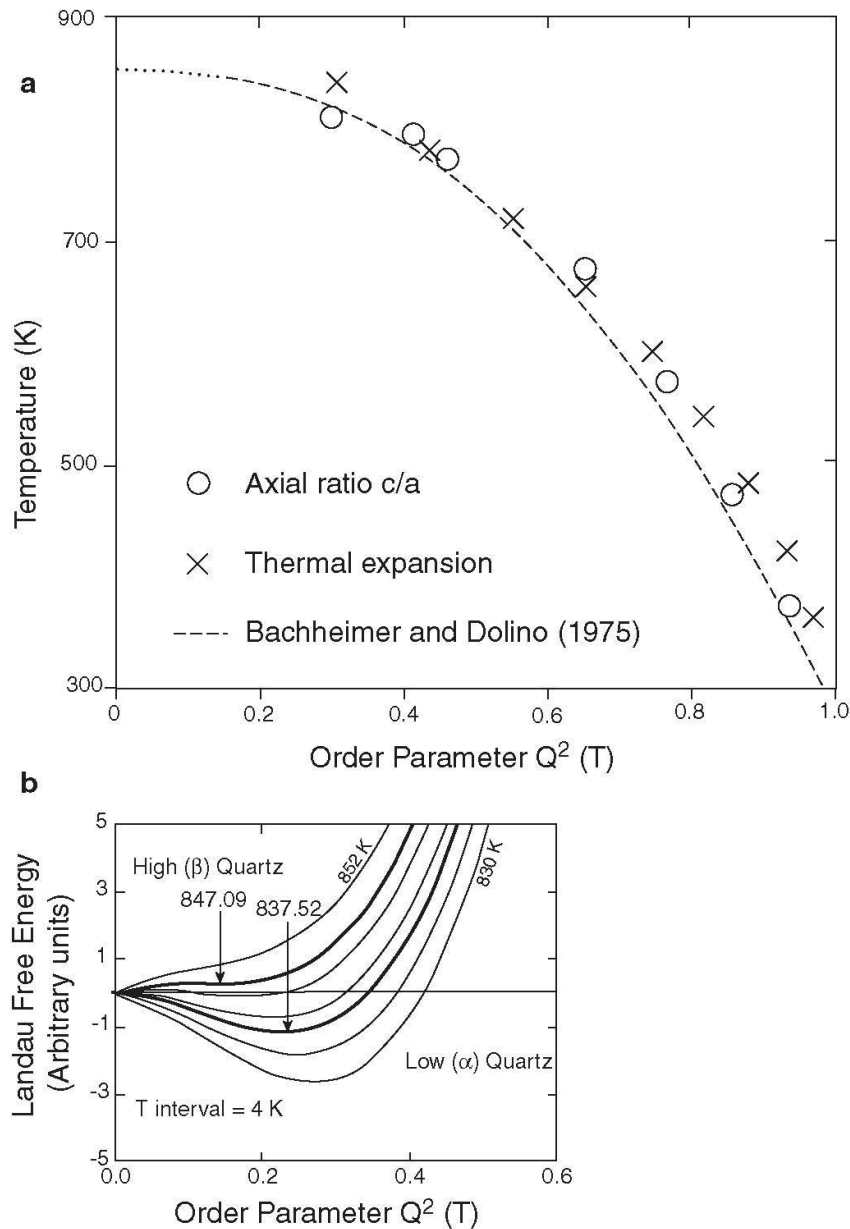 a
900
700
500
300
Temperature (K)
Axial ratio c/a
Thermal expansion
Bachheimer and Dolino (1975)
0 0.2 0.4 0.6 0.8 1.0
Order Parameter Q² (T)
b
5
3
1
-1
-3
-5
Landau Free Energy
(Arbitrary units)
High (β) Quartz
847.09
837.52
852 K
830 K
Low (α) Quartz
T interval = 4 K
0.0 0.2 0.4 0.6
Order Parameter Q² (T)